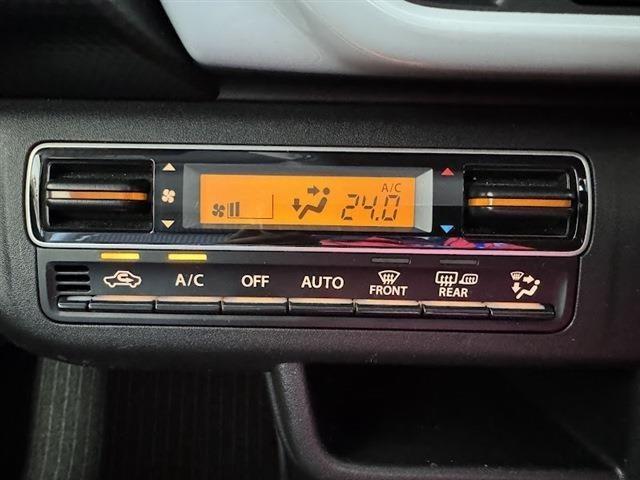 A/C
24.0
A/C
OFF
AUTO
FRONT
REAR